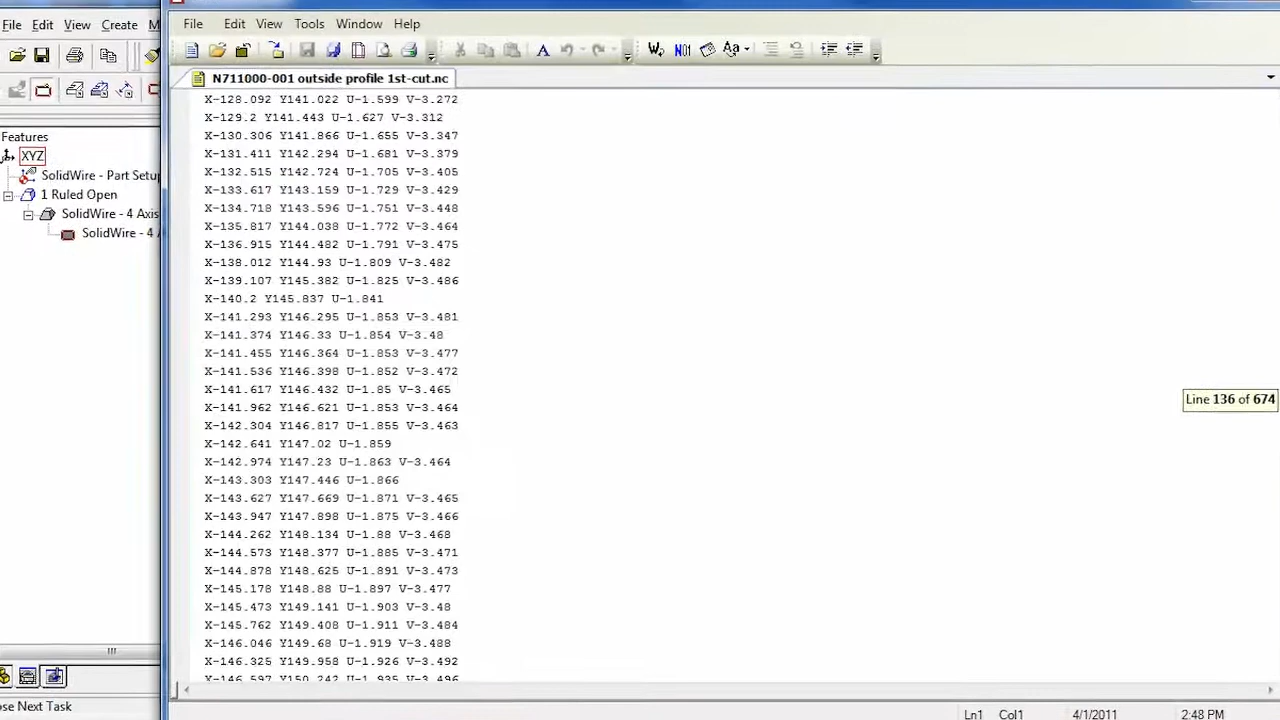 File Edit View Create M
File Edit View Tools Window Help
N711000-001 outside profile 1st-cut.nc
Features
XYZ
SolidWire - Part Setup
1 Ruled Open
SolidWire - 4 Axis
SolidWire - 4
X-128.092 Y141.022 U-1.599 V-3.272
X-129.2 Y141.443 U-1.627 V-3.312
X-130.306 Y141.866 U-1.655 V-3.347
X-131.411 Y142.294 U-1.681 V-3.379
X-132.515 Y142.724 U-1.705 V-3.405
X-133.617 Y143.159 U-1.729 V-3.429
X-134.718 Y143.596 U-1.751 V-3.448
X-135.817 Y144.038 U-1.772 V-3.464
X-136.915 Y144.482 U-1.791 V-3.475
X-138.012 Y144.93 U-1.809 V-3.482
X-139.107 Y145.382 U-1.825 V-3.486
X-140.2 Y145.837 U-1.841
X-141.293 Y146.295 U-1.853 V-3.481
X-141.374 Y146.33 U-1.854 V-3.48
X-141.455 Y146.364 U-1.853 V-3.477
X-141.536 Y146.398 U-1.852 V-3.472
X-141.617 Y146.432 U-1.85 V-3.465
X-141.962 Y146.621 U-1.853 V-3.464
X-142.304 Y146.817 U-1.855 V-3.463
X-142.641 Y147.02 U-1.859
X-142.974 Y147.23 U-1.863 V-3.464
X-143.303 Y147.446 U-1.866
X-143.627 Y147.669 U-1.871 V-3.465
X-143.947 Y147.898 U-1.875 V-3.466
X-144.262 Y148.134 U-1.88 V-3.468
X-144.573 Y148.377 U-1.885 V-3.471
X-144.878 Y148.625 U-1.891 V-3.473
X-145.178 Y148.88 U-1.897 V-3.477
X-145.473 Y149.141 U-1.903 V-3.48
X-145.762 Y149.408 U-1.911 V-3.484
X-146.046 Y149.68 U-1.919 V-3.488
X-146.325 Y149.958 U-1.926 V-3.492
X-146.597 Y150.242 U-1.935 V-3.496
Line 136 of 674
ose Next Task
Ln1 Col1 4/1/2011 2:48 PM